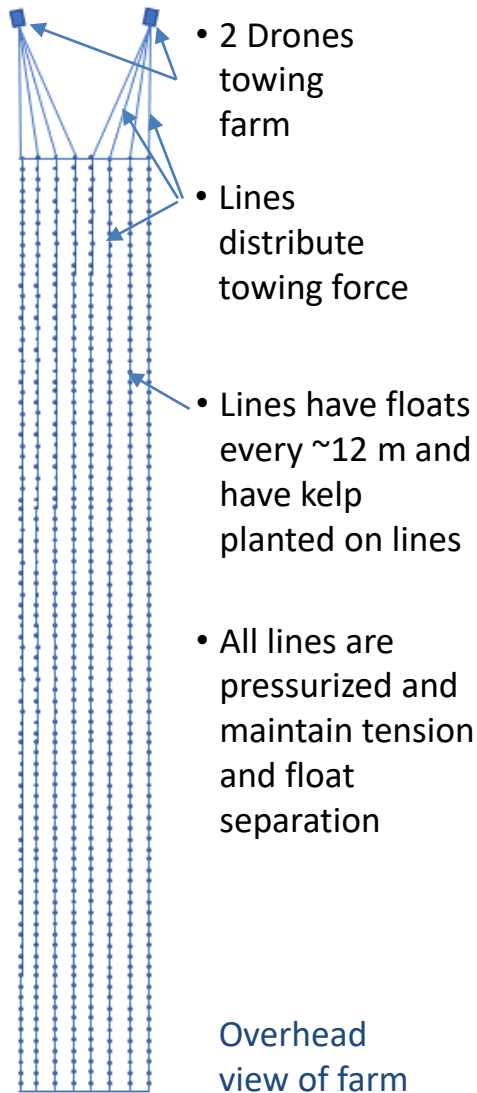 • 2 Drones
towing
farm
• Lines
distribute
towing force
• Lines have floats
every ~12 m and
have kelp
planted on lines
• All lines are
pressurized and
maintain tension
and float
separation
Overhead
view of farm